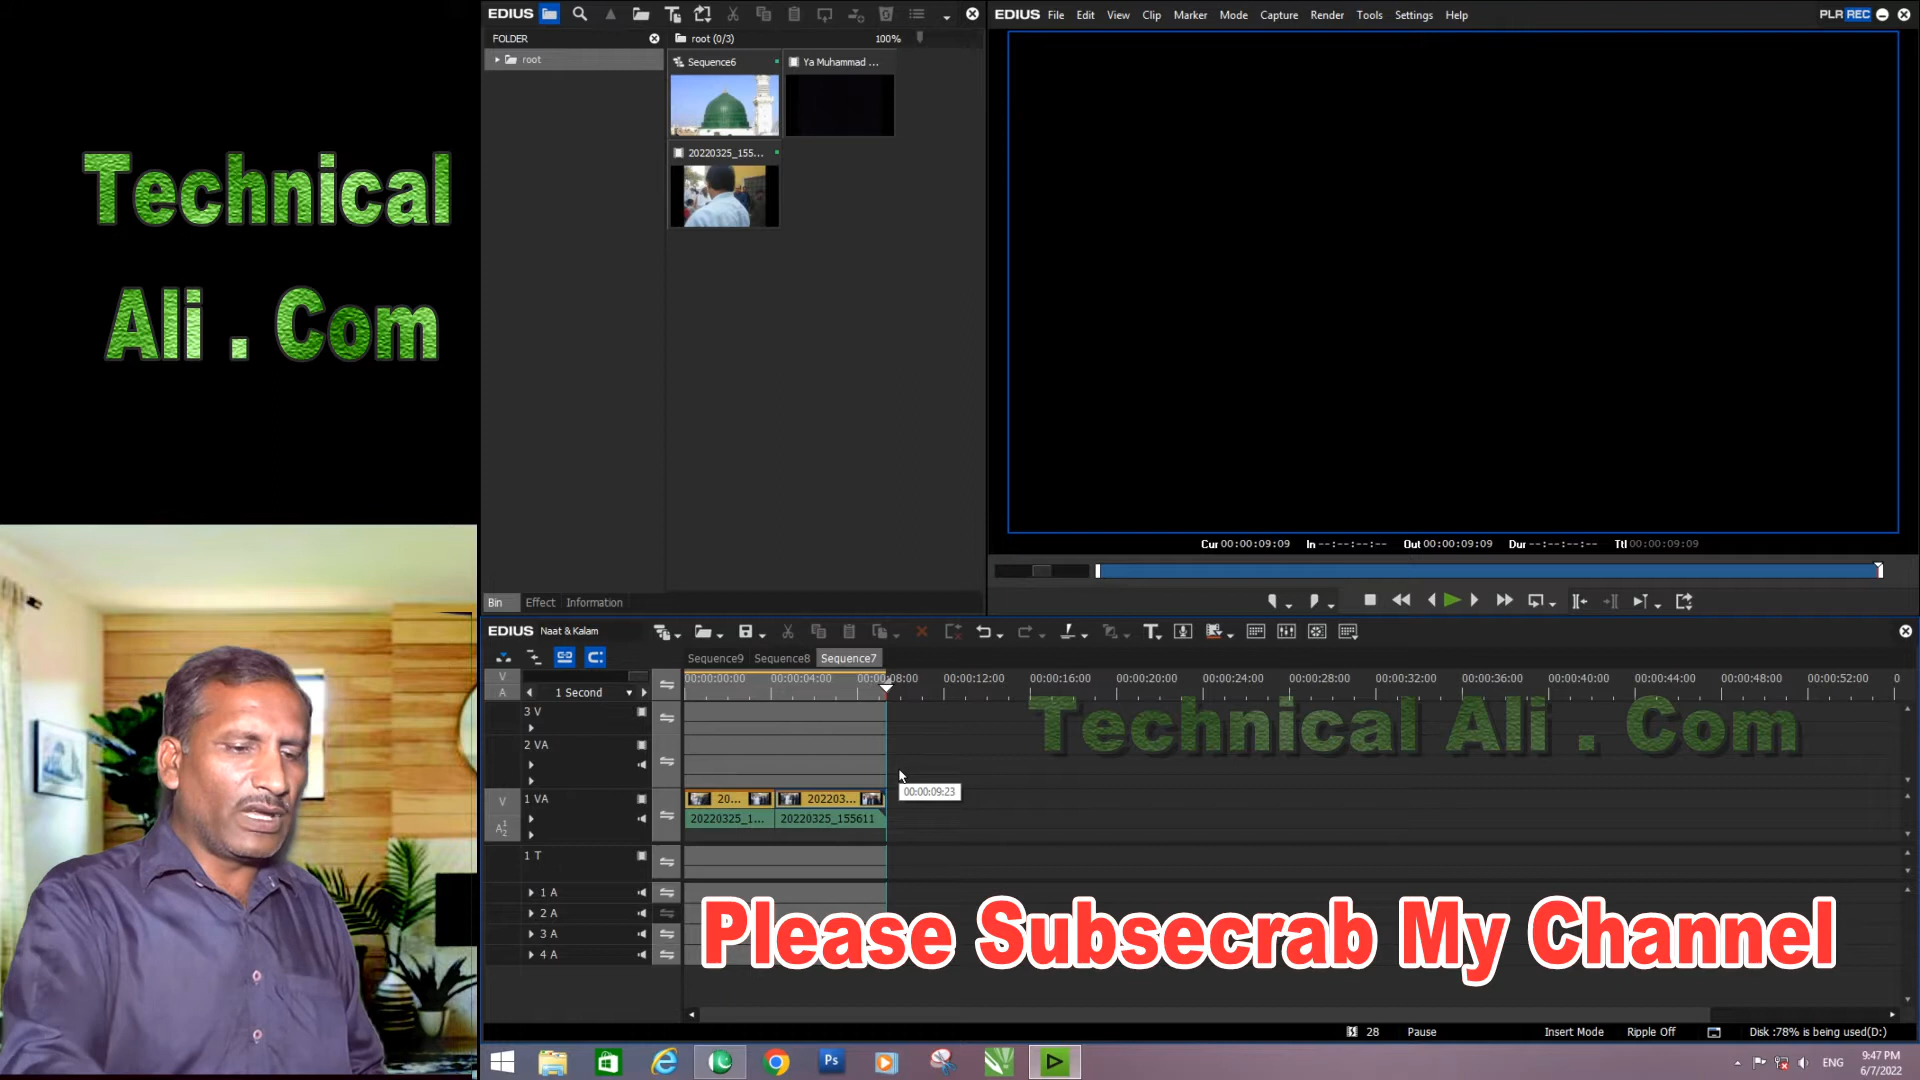 Technical
Ali . Com
EDIUS
FOLDER
root
root (0/3)
100%
Sequence6
Ya Muhammad ...
20220325_155...
Bin
Effect
Information
EDIUS File Edit View Clip Marker Mode Capture Render Tools Settings Help
PLR REC
Cur 00:00:09:09 In --:--:--:-- Out 00:00:09:09 Dur --:--:--:-- Ttl 00:00:09:09
EDIUS Naat & Kalam
Sequence9 Sequence8 Sequence7
V
A
1 Second
00:00:00:00 00:00:04:00 00:00:08:00 00:00:12:00 00:00:16:00 00:00:20:00 00:00:24:00 00:00:28:00 00:00:32:00 00:00:36:00 00:00:40:00 00:00:44:00 00:00:48:00 00:00:52:00 0
Technical Ali . Com
3 V
2 VA
00:00:09:23
V
1 VA
20... 202203...
A12
20220325_1... 20220325_155611
1 T
1 A
2 A
3 A
4 A
Please Subsecrab My Channel
28 Pause Insert Mode Ripple Off Disk :78% is being used(D:)
Ps
ENG
9:47 PM
6/7/2022